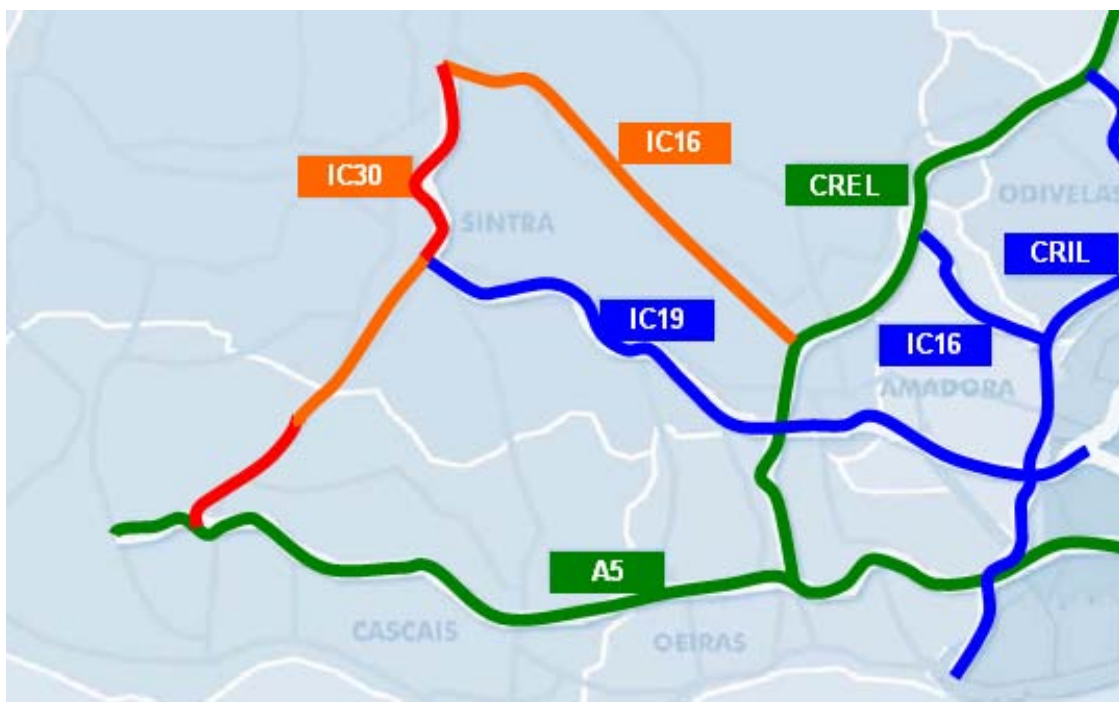 IC16
IC30
CREL
ODIVELAS
SINTRA
CRIL
IC19
IC16
AMADORA
A5
CASCAIS
OEIRAS